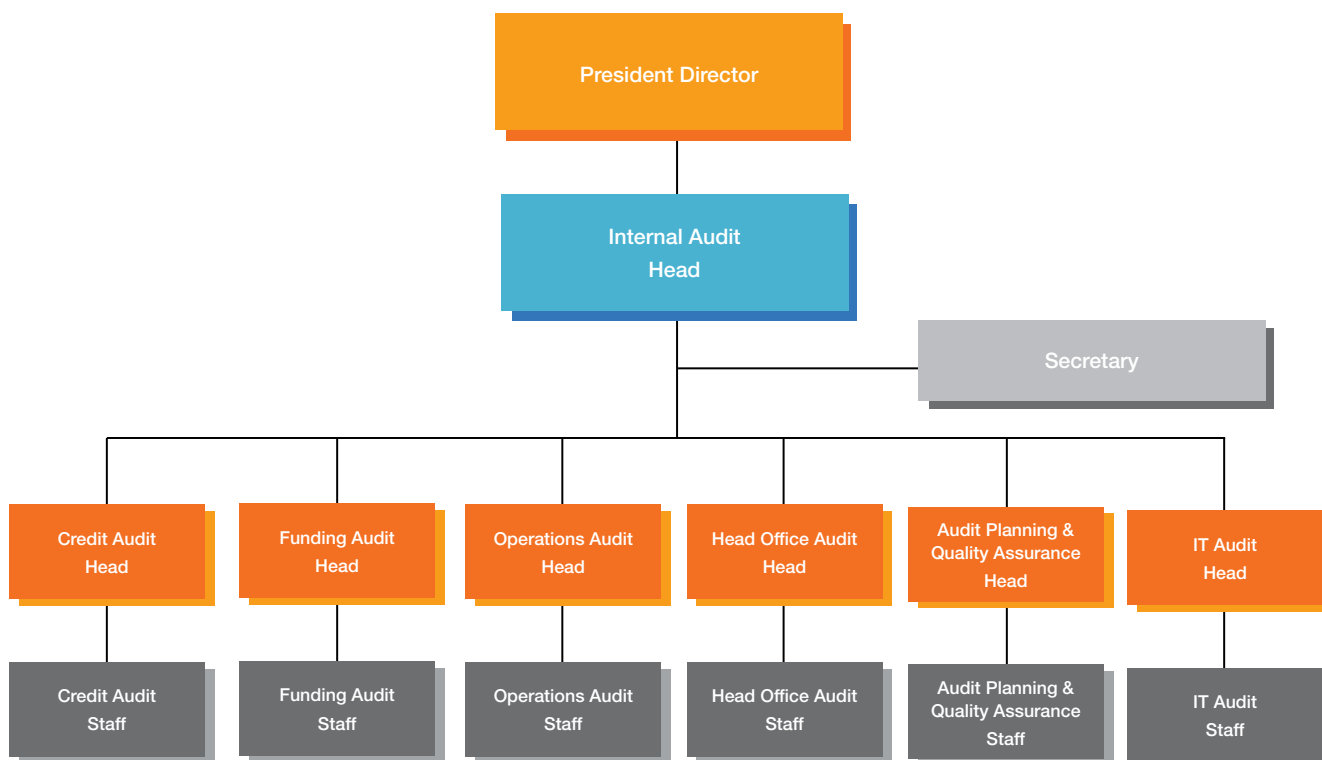 President Director
Internal Audit
Head
Secretary
Credit Audit
Head
Funding Audit
Head
Operations Audit
Head
Head Office Audit
Head
Audit Planning &
Quality Assurance
Head
IT Audit
Head
Credit Audit
Staff
Funding Audit
Staff
Operations Audit
Staff
Head Office Audit
Staff
Audit Planning &
Quality Assurance
Staff
IT Audit
Staff